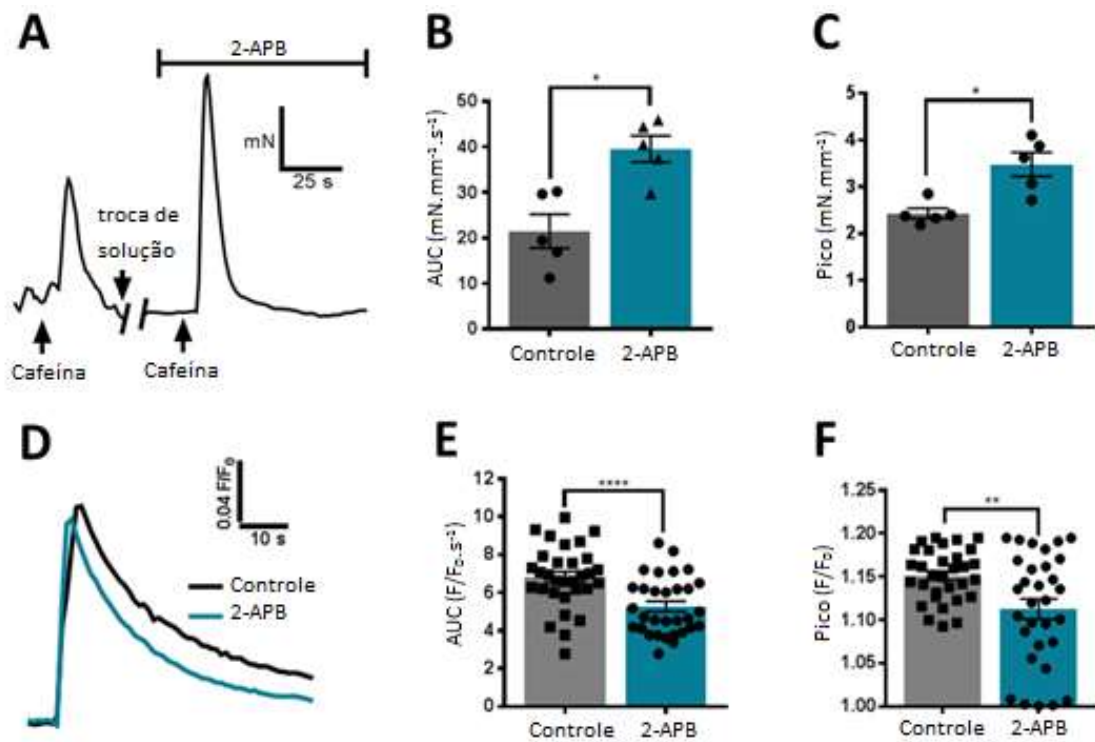 A
2-APB
mN
25 s
troca de
solução
Cafeína
Cafeína
B
*
AUC (mN.mm⁻¹.s⁻¹)
50
40
30
20
10
0
Controle
2-APB
C
*
Pico (mN.mm⁻¹)
5
4
3
2
1
0
Controle
2-APB
D
0.04 F/F₀
10 s
Controle
2-APB
E
****
AUC (F/F₀.s⁻¹)
12
10
8
6
4
2
0
Controle
2-APB
F
**
Pico (F/F₀)
1.25
1.20
1.15
1.10
1.05
1.00
Controle
2-APB